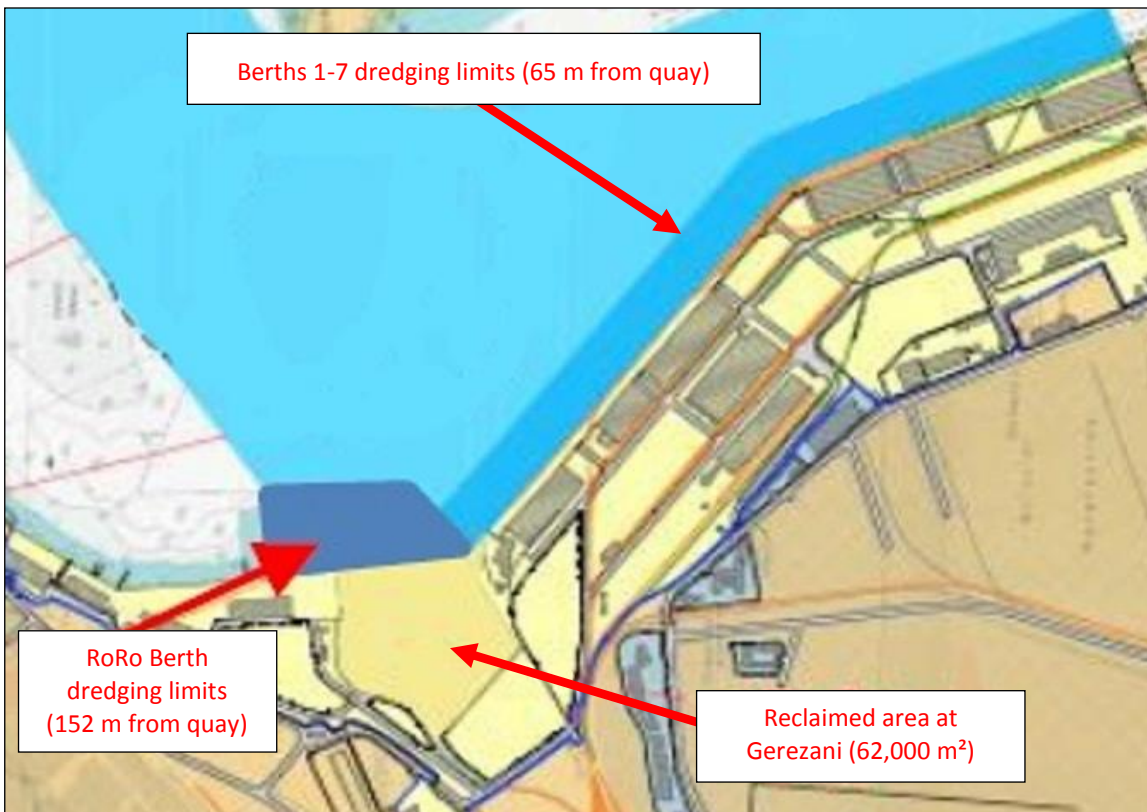 Berths 1-7 dredging limits (65 m from quay)
RoRo Berth
dredging limits
(152 m from quay)
Reclaimed area at
Gerezani (62,000 m²)